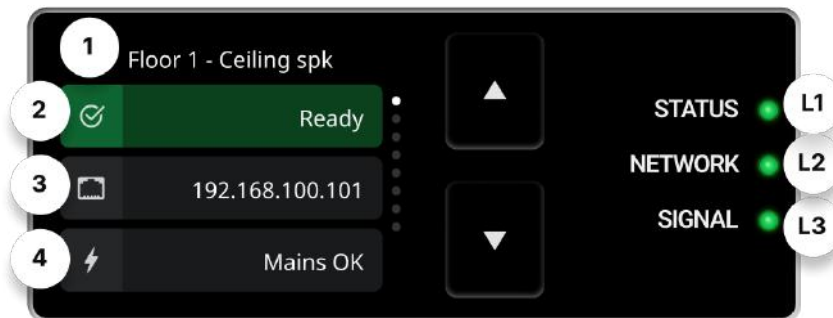 1
Floor 1 - Ceiling spk
2
Ready
3
192.168.100.101
4
Mains OK
STATUS
L1
NETWORK
L2
SIGNAL
L3